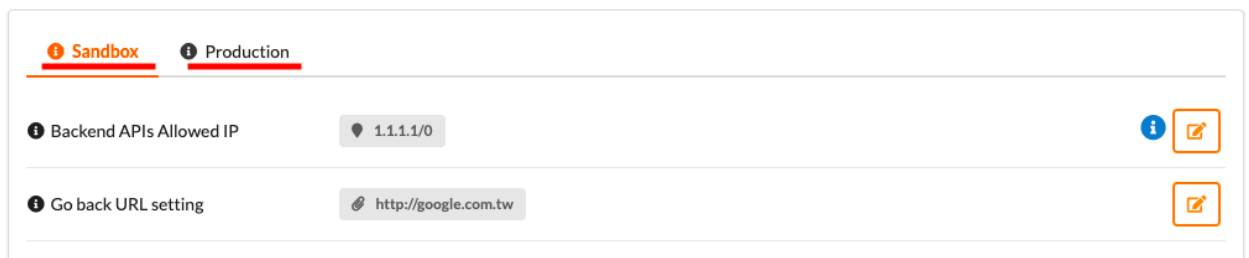 Sandbox Production
Backend APIs Allowed IP 1.1.1.1/0
Go back URL setting http://google.com.tw